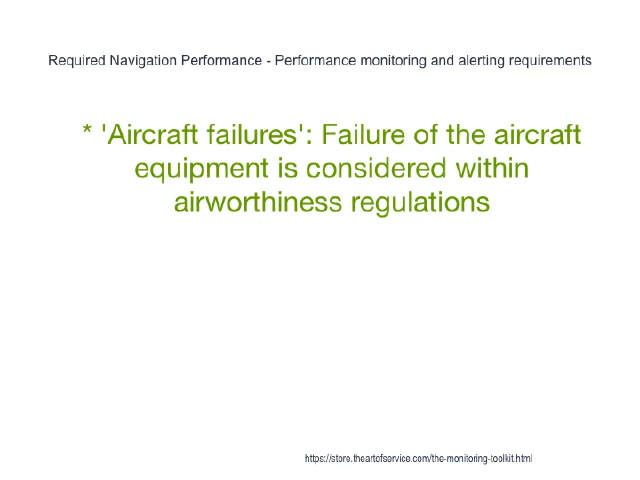 Required Navigation Performance - Performance monitoring and alerting requirements
* 'Aircraft failures': Failure of the aircraft
equipment is considered within
airworthiness regulations
https://store.theartofservice.com/the-monitoring-toolkit.html